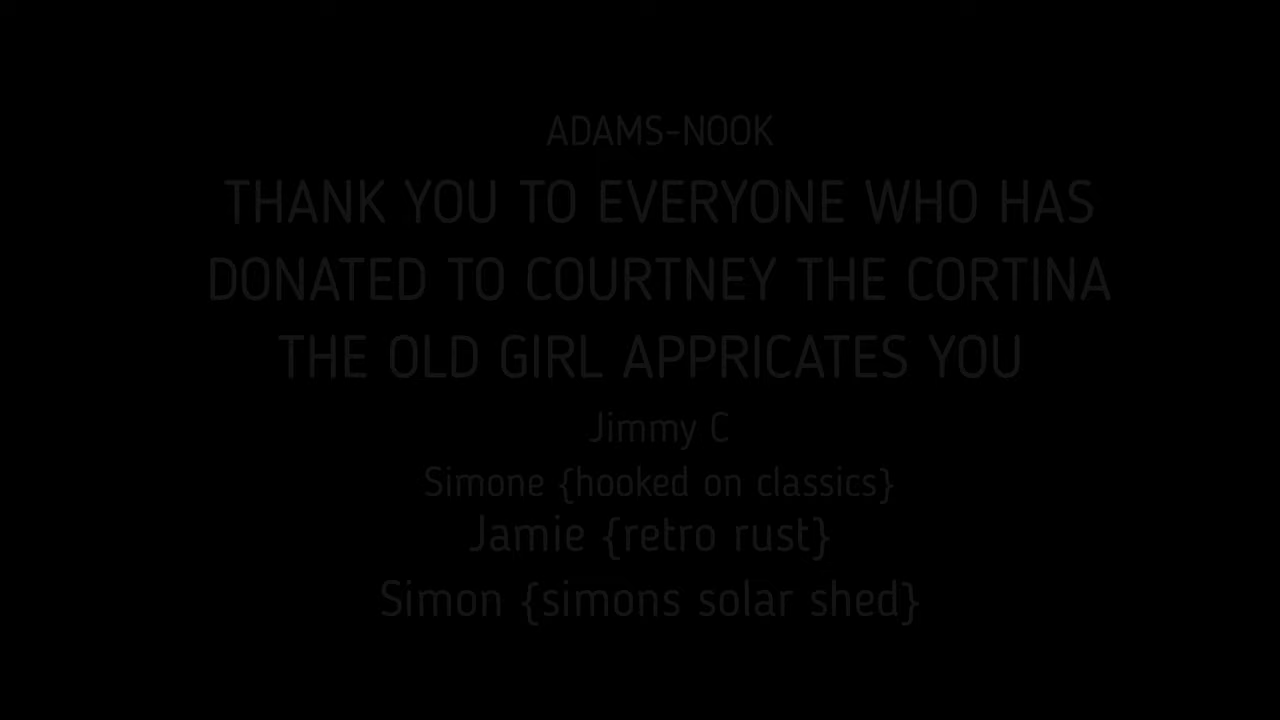 ADAMS-NOOK
THANK YOU TO EVERYONE WHO HAS
DONATED TO COURTNEY THE CORTINA
THE OLD GIRL APPRICATES YOU
Jimmy C
Simone {hooked on classics}
Jamie {retro rust}
Simon {simons solar shed}